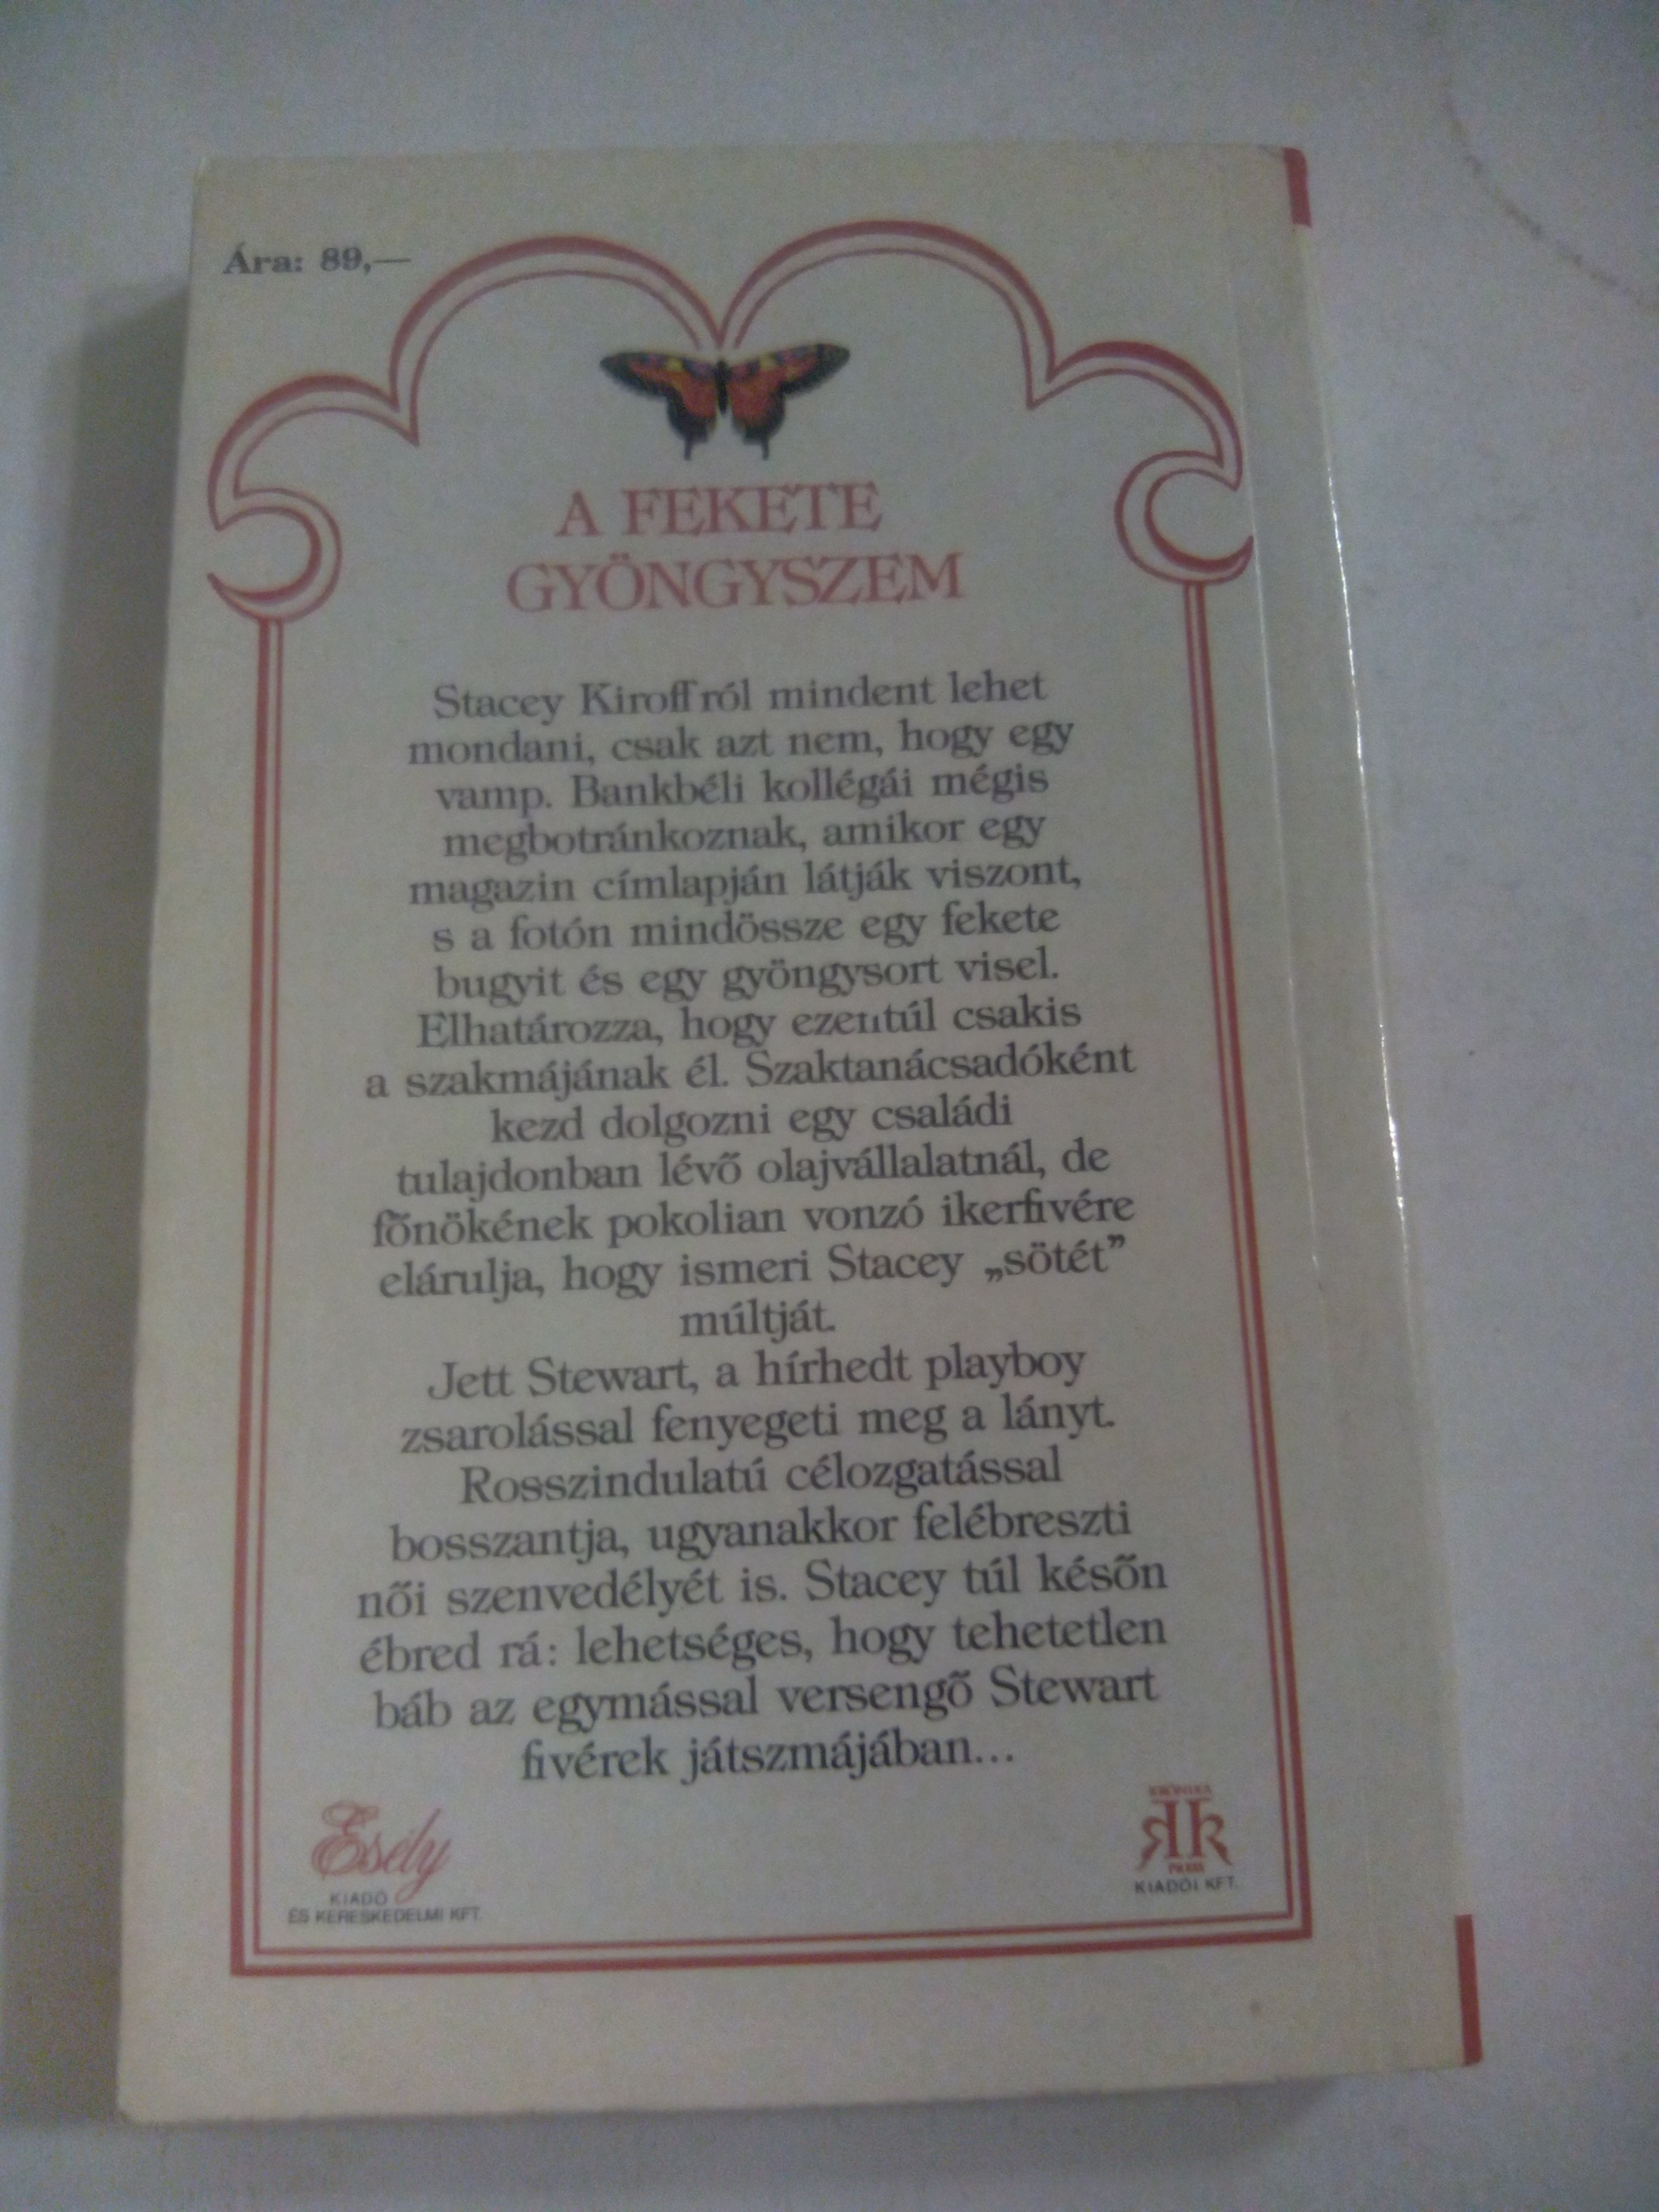 Ára: 89,—
A FEKETE
GYÖNGYSZEM
Stacey Kiroffról mindent lehet
mondani, csak azt nem, hogy egy
vamp. Bankbéli kollégái mégis
megbotránkoznak, amikor egy
magazin címlapján látják viszont,
s a fotón mindössze egy fekete
bugyit és egy gyöngysort visel.
Elhatározza, hogy ezentúl csakis
a szakmájának él. Szaktanácsadóként
kezd dolgozni egy családi
tulajdonban lévő olajvállalatnál, de
főnökének pokolian vonzó ikerfivére
elárulja, hogy ismeri Stacey „sötét”
múltját.
Jett Stewart, a hírhedt playboy
zsarolással fenyegeti meg a lányt.
Rosszindulatú célozgatással
bosszantja, ugyanakkor felébreszti
női szenvedélyét is. Stacey túl későn
ébred rá: lehetséges, hogy tehetetlen
báb az egymással versengő Stewart
fivérek játszmájában...
Esély
KIADÓ
ÉS KERESKEDELMI KFT.
KRÓNIKA
KIADÓI KFT.